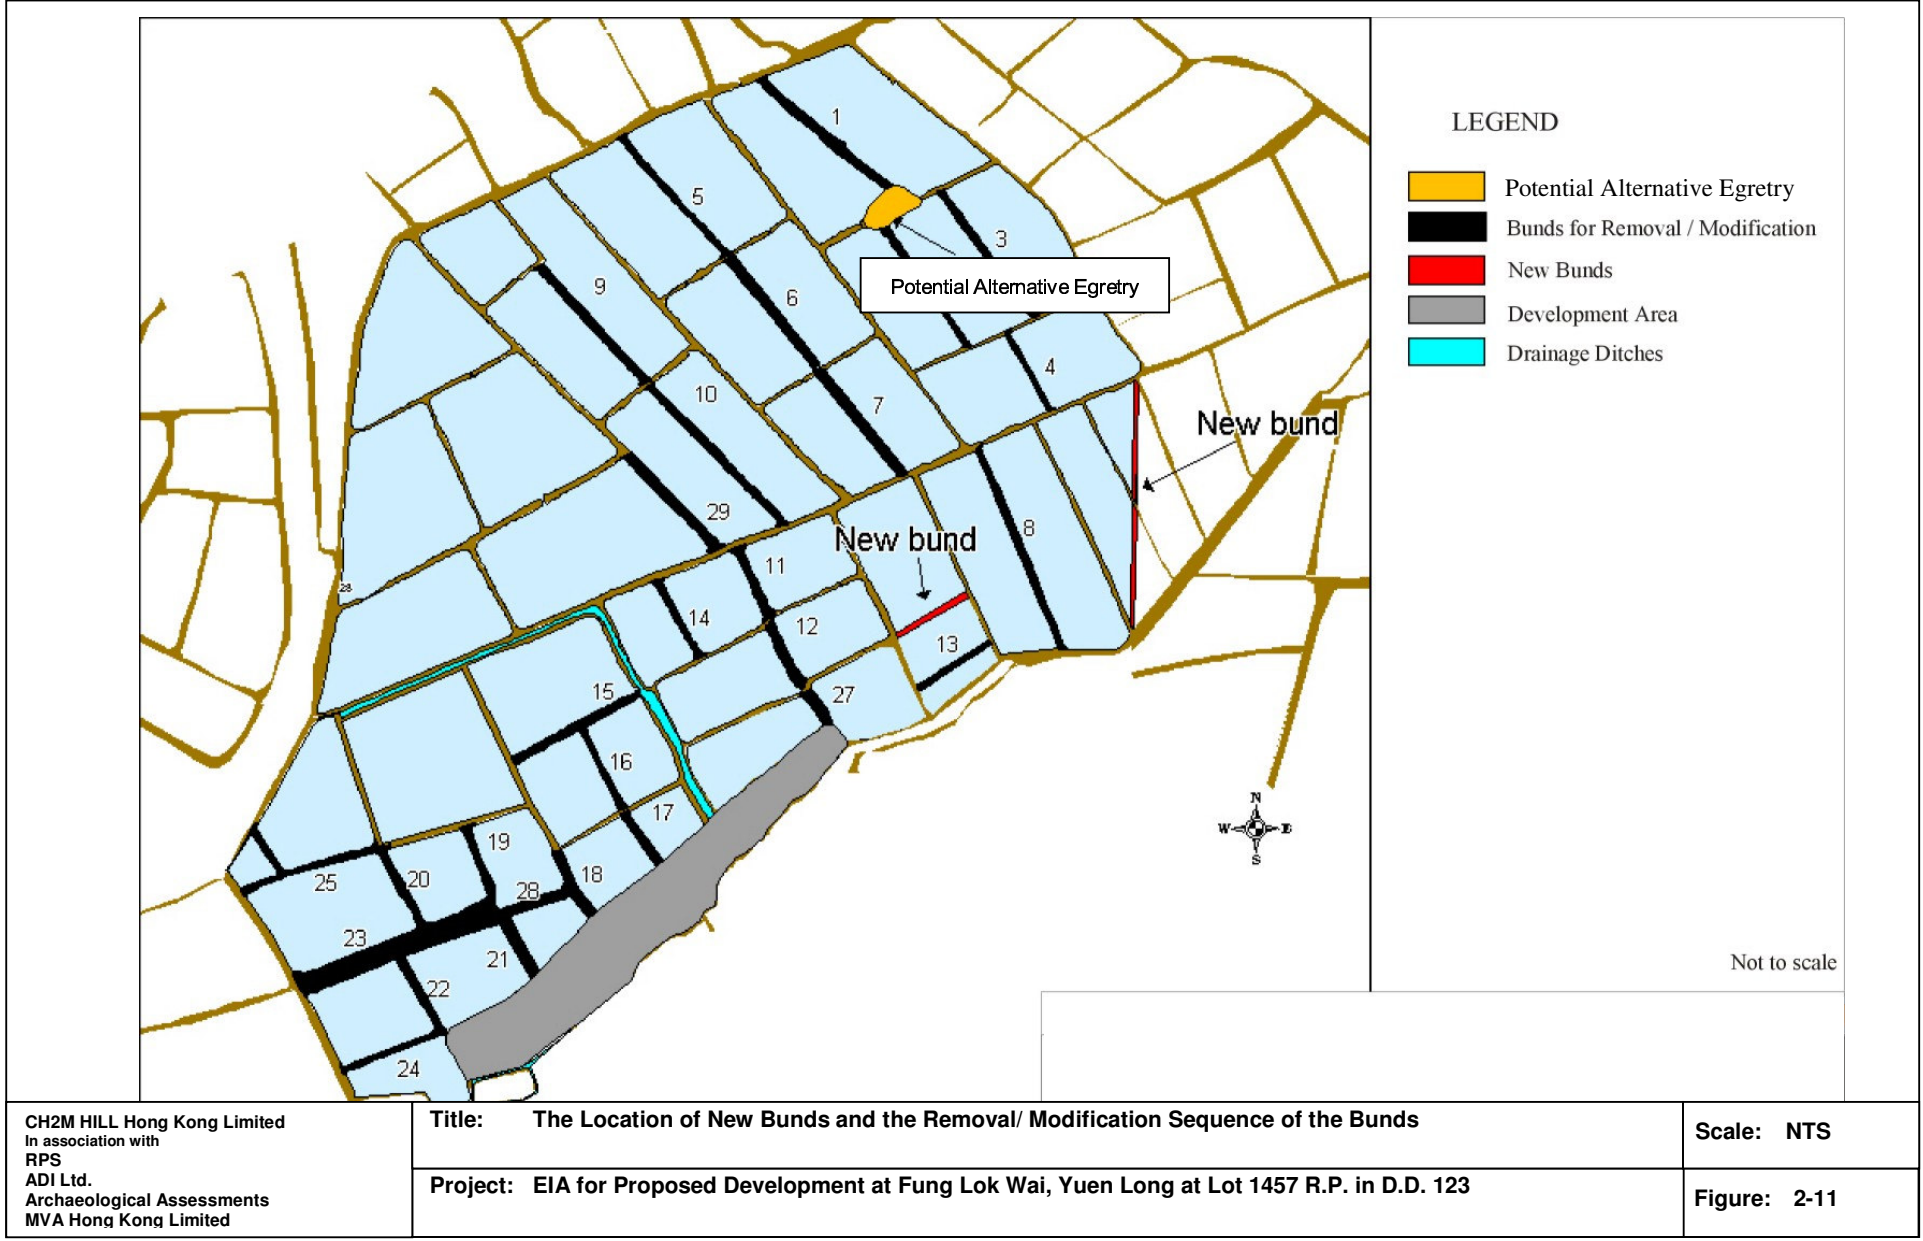 LEGEND
Potential Alternative Egretry
Bunds for Removal / Modification
New Bunds
Development Area
Drainage Ditches
1
5
3
Potential Alternative Egretry
9
6
4
10
7
New bund
29
8
New bund
11
28
14
12
13
15
27
16
17
19
18
20
25
28
23
21
22
24
N
W E
S
Not to scale
CH2M HILL Hong Kong Limited
In association with
RPS
ADI Ltd.
Archaeological Assessments
MVA Hong Kong Limited
Title: The Location of New Bunds and the Removal/ Modification Sequence of the Bunds
Project: EIA for Proposed Development at Fung Lok Wai, Yuen Long at Lot 1457 R.P. in D.D. 123
Scale: NTS
Figure: 2-11